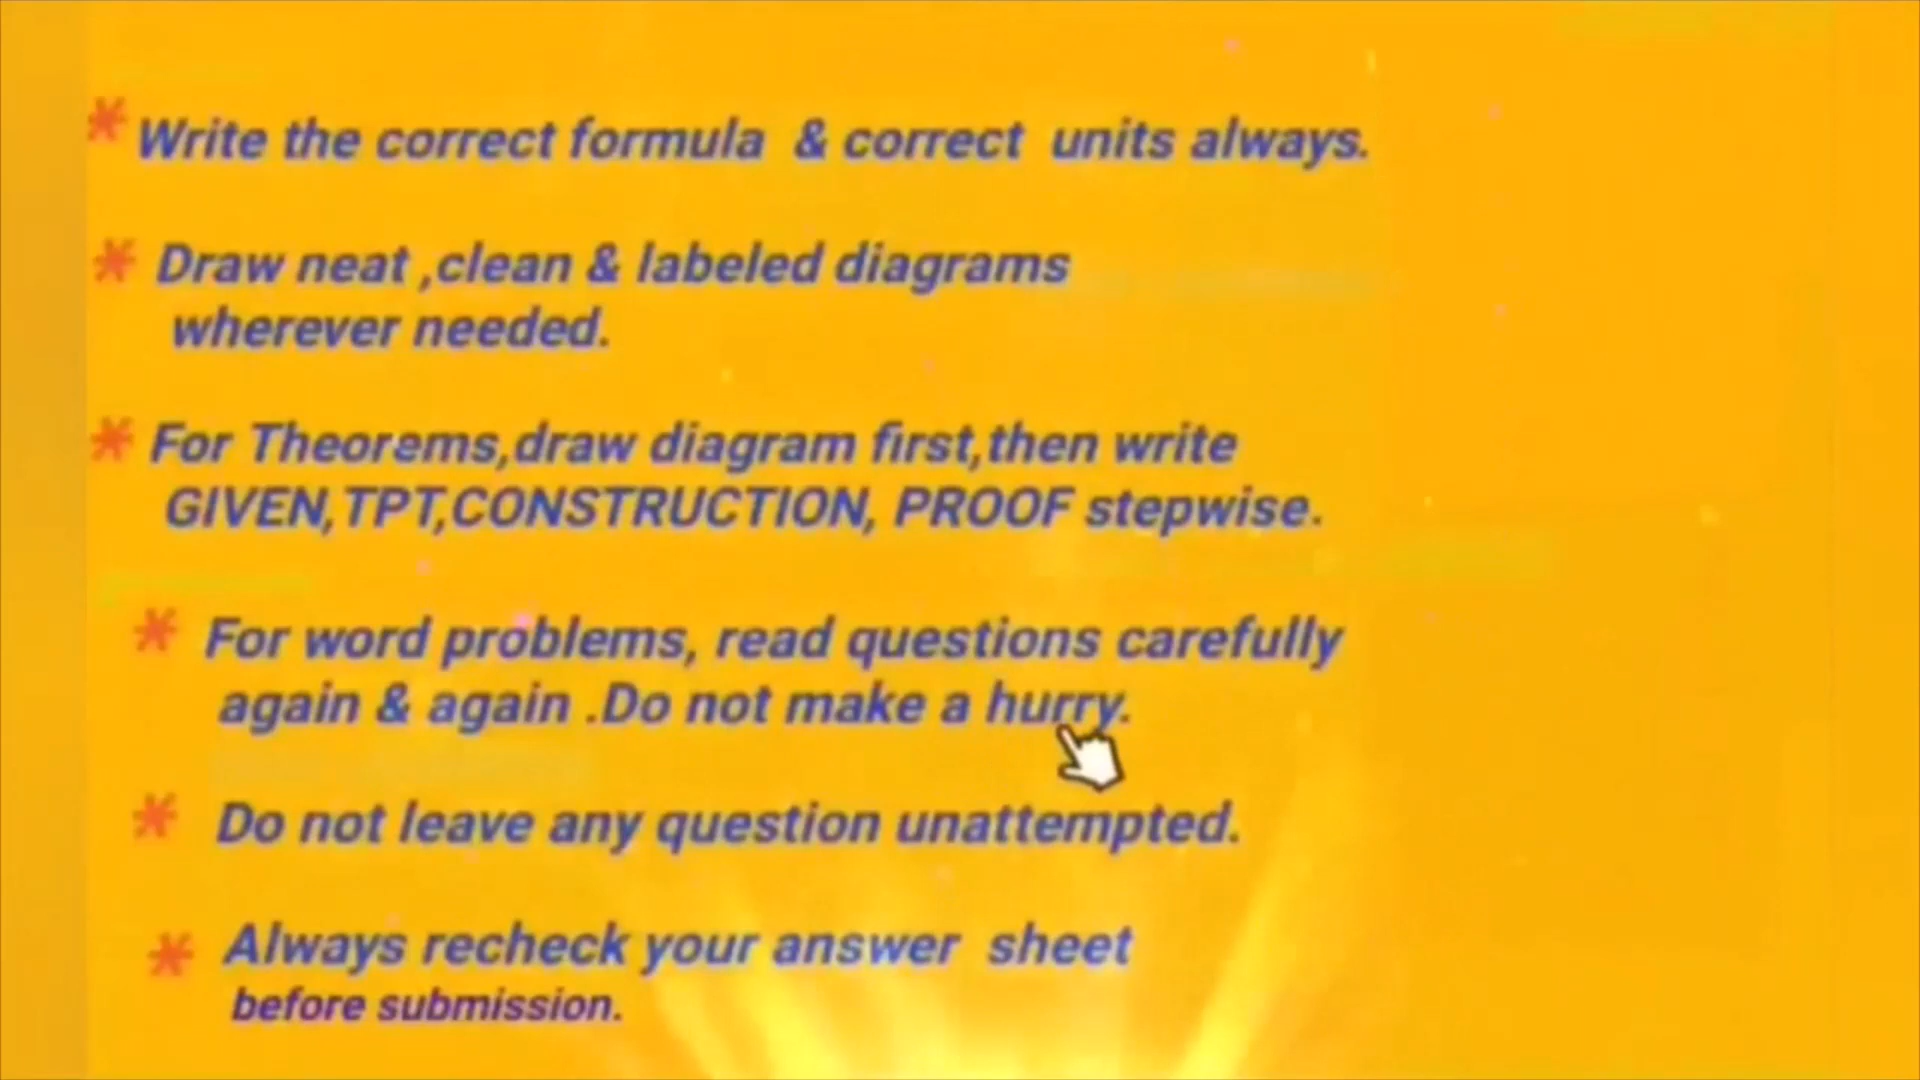 * Write the correct formula & correct units always.
* Draw neat ,clean & labeled diagrams
wherever needed.
* For Theorems,draw diagram first,then write
GIVEN,TPT,CONSTRUCTION, PROOF stepwise.
* For word problems, read questions carefully
again & again .Do not make a hurry.
* Do not leave any question unattempted.
* Always recheck your answer sheet
before submission.